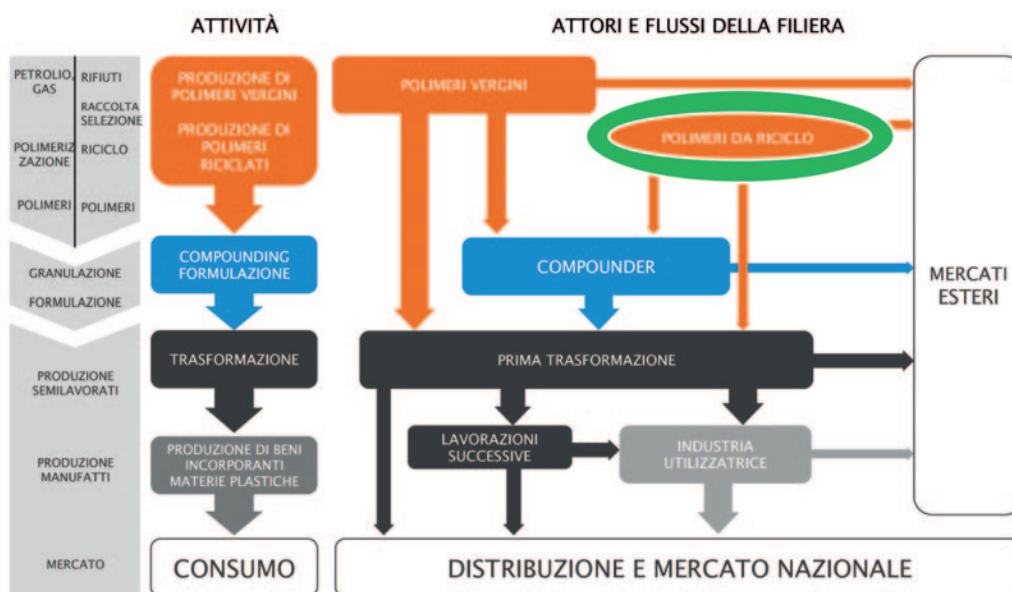 ATTIVITÀ
ATTORI E FLUSSI DELLA FILIERA
PETROLIO,
GAS
RIFIUTI
RACCOLTA
SELEZIONE
POLIMERIZ
ZAZIONE
RICICLO
POLIMERI
POLIMERI
GRANULAZIONE
FORMULAZIONE
PRODUZIONE
SEMILAVORATI
PRODUZIONE
MANUFATTI
MERCATO
PRODUZIONE DI
POLIMERI VERGINI
PRODUZIONE DI
POLIMERI
RICICLATI
COMPOUNDING
FORMULAZIONE
TRASFORMAZIONE
PRODUZIONE DI BENI
INCORPORANTI
MATERIE PLASTICHE
CONSUMO
POLIMERI VERGINI
POLIMERI DA RICICLO
COMPOUNDER
PRIMA TRASFORMAZIONE
LAVORAZIONI
SUCCESSIVE
INDUSTRIA
UTILIZZATRICE
MERCATI
ESTERI
DISTRIBUZIONE E MERCATO NAZIONALE